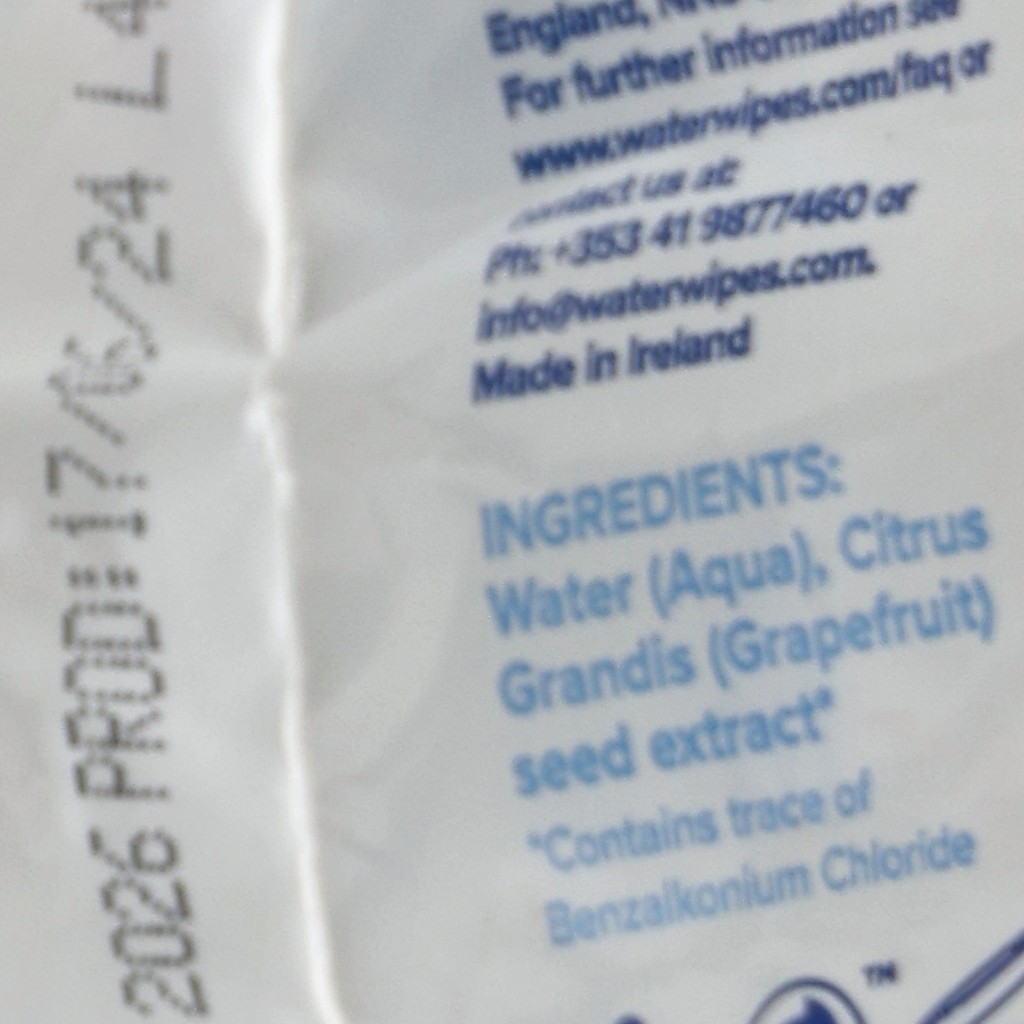 England,
For further information see
www.waterwipes.com/faq or
contact us at:
Ph: +353 41 9877460 or
info@waterwipes.com.
Made in Ireland
INGREDIENTS:
Water (Aqua), Citrus
Grandis (Grapefruit)
seed extract*
*Contains trace of
Benzalkonium Chloride
TM
2026 PROD: 17/ /24 L4